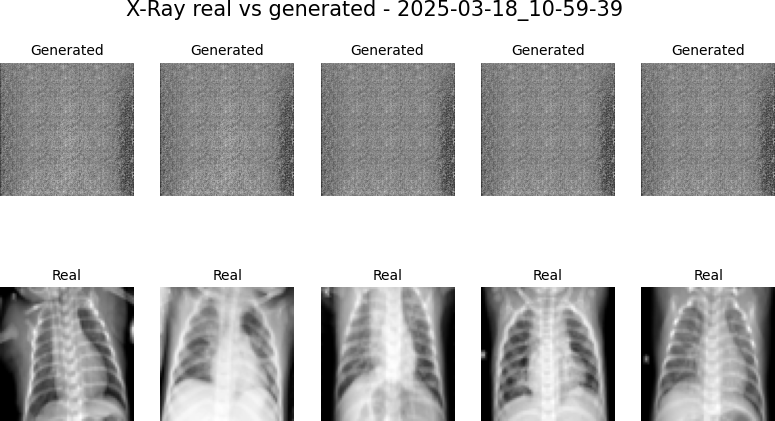 X-Ray real vs generated - 2025-03-18_10-59-39
Generated Generated Generated Generated Generated
Real Real Real Real Real